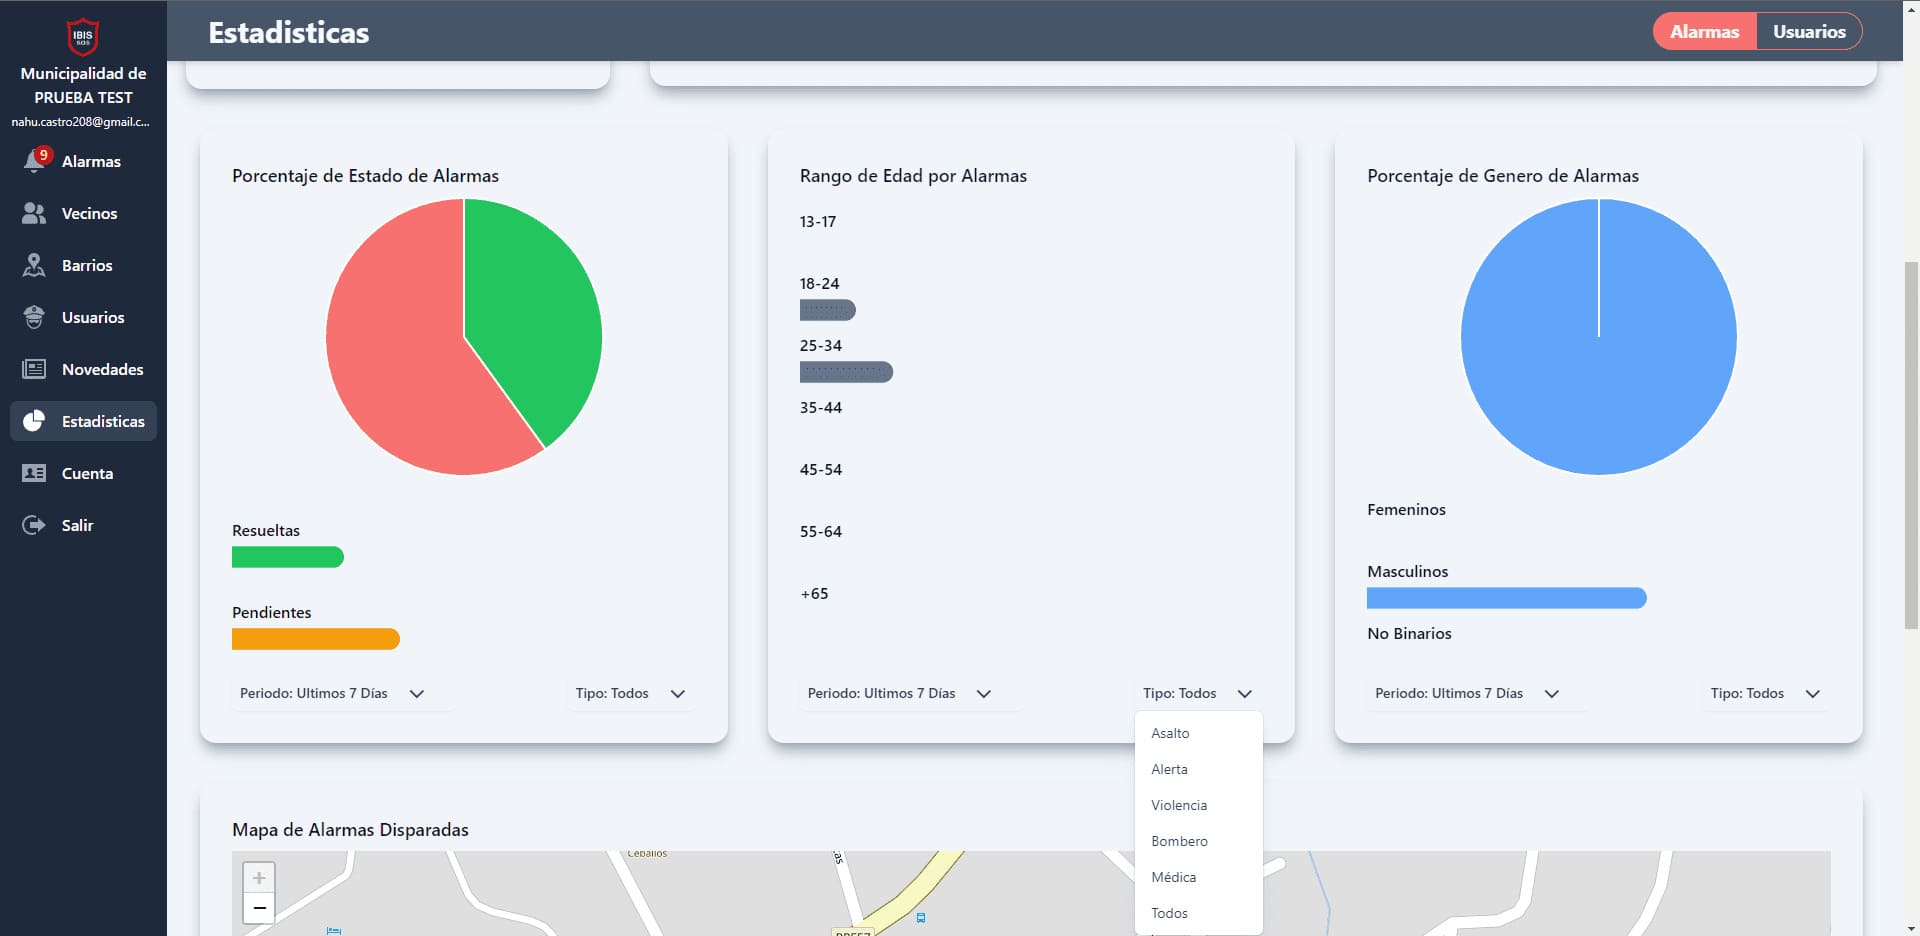 IBIS
SOS
Municipalidad de
PRUEBA TEST
nahu.castro208@gmail.c...
9
Alarmas
Vecinos
Barrios
Usuarios
Novedades
Estadisticas
Cuenta
Salir
Estadisticas
Alarmas
Usuarios
Porcentaje de Estado de Alarmas
Resueltas
Pendientes
Periodo: Ultimos 7 Días
Tipo: Todos
Rango de Edad por Alarmas
13-17
18-24
25-34
35-44
45-54
55-64
+65
Periodo: Ultimos 7 Días
Tipo: Todos
Asalto
Alerta
Violencia
Bombero
Médica
Todos
Porcentaje de Genero de Alarmas
Femeninos
Masculinos
No Binarios
Periodo: Ultimos 7 Días
Tipo: Todos
Mapa de Alarmas Disparadas
+
−
Ceballos